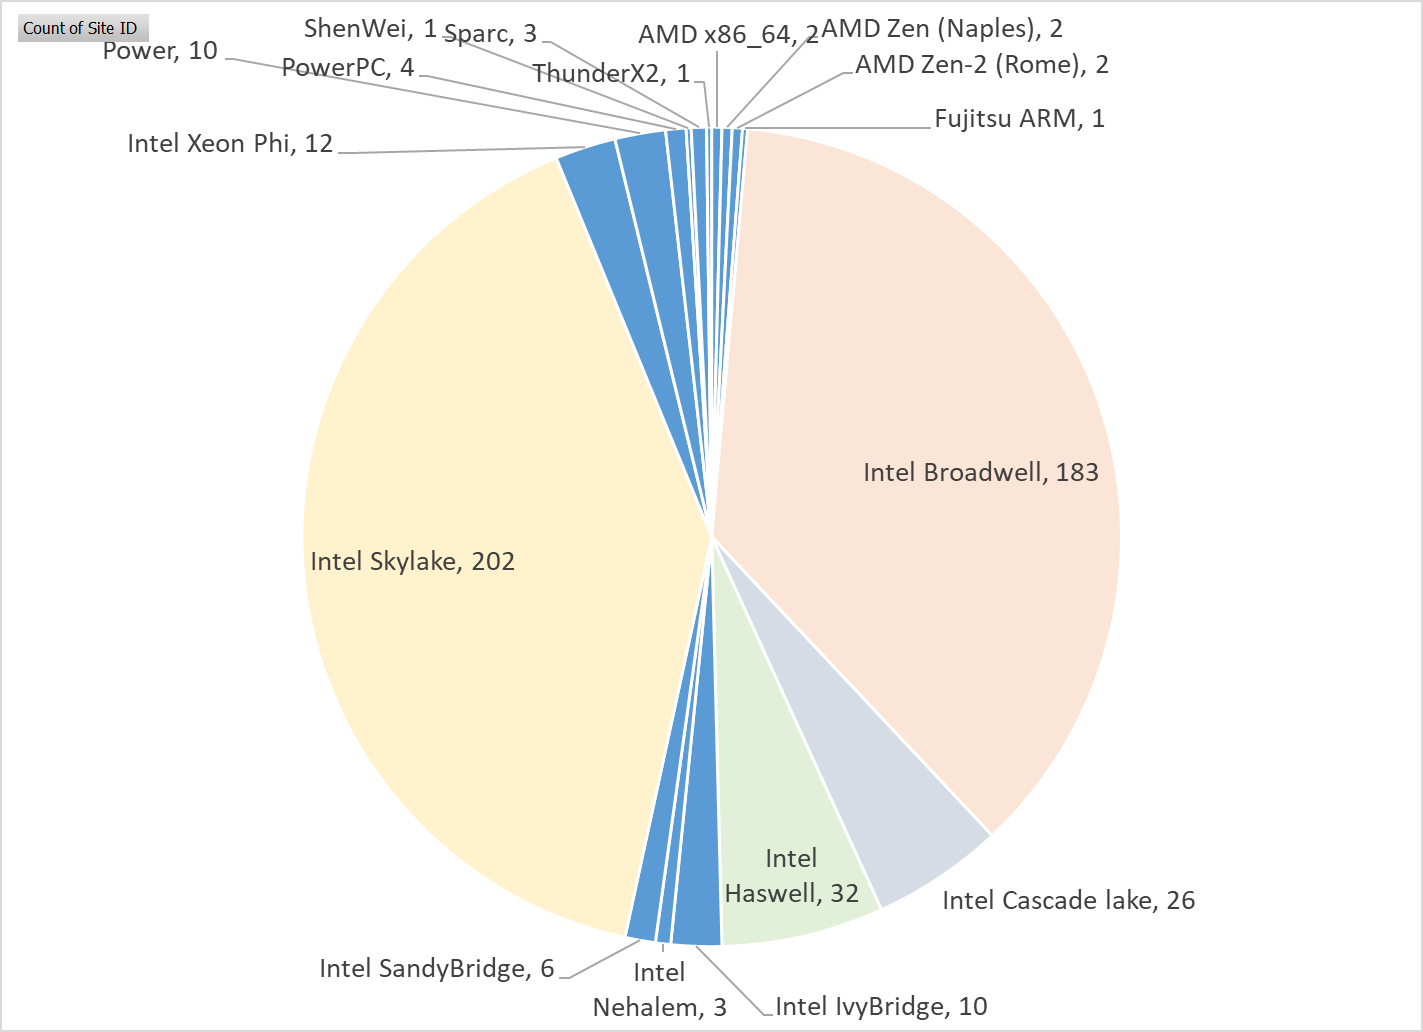 Count of Site ID
ShenWei, 1
Sparc, 3
AMD x86_64, 2
AMD Zen (Naples), 2
Power, 10
PowerPC, 4
ThunderX2, 1
AMD Zen-2 (Rome), 2
Intel Xeon Phi, 12
Fujitsu ARM, 1
Intel Broadwell, 183
Intel Skylake, 202
Intel
Haswell, 32
Intel Cascade lake, 26
Intel SandyBridge, 6
Intel
Nehalem, 3
Intel IvyBridge, 10